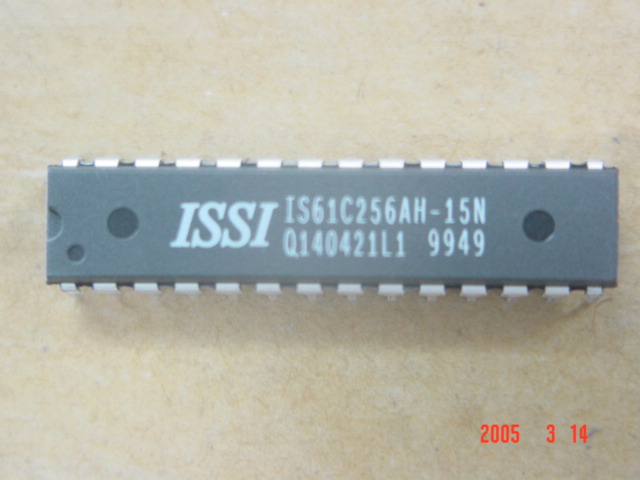 ISSI
IS61C256AH-15N
Q140421L1 9949
2005 3 14